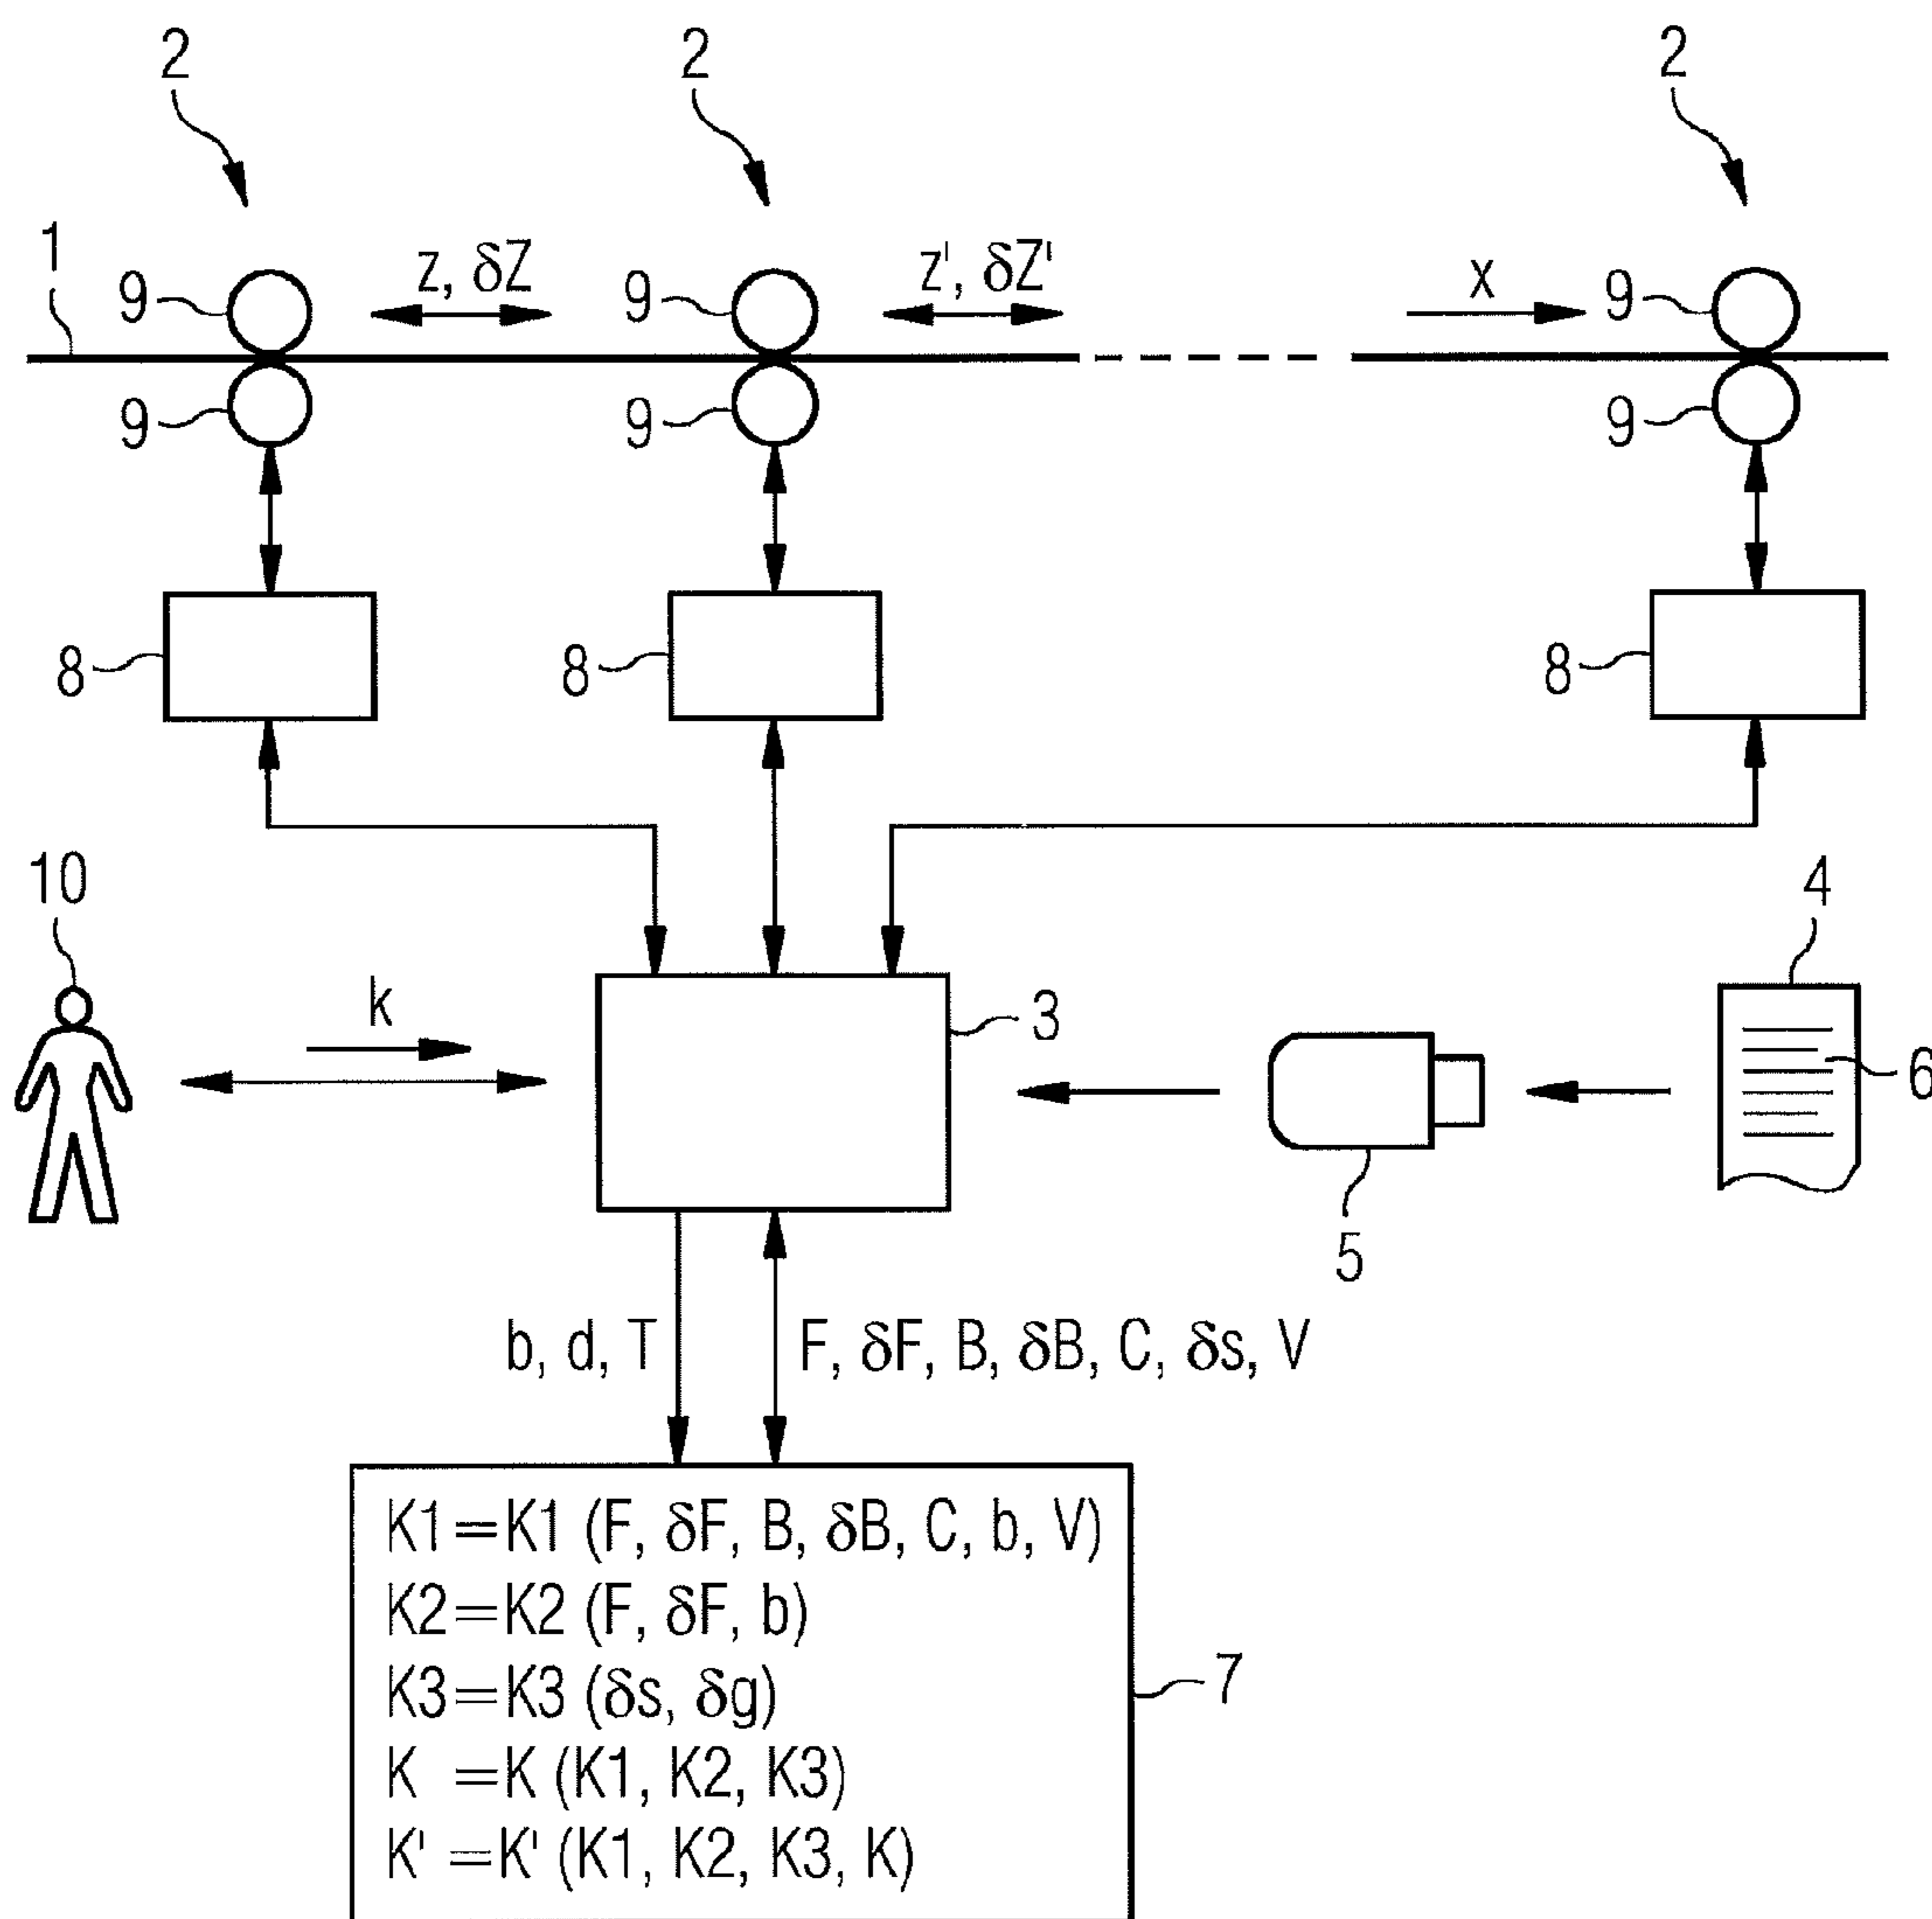 2 2 2
1
9 z, δZ 9 z', δZ' x 9
9 9 9
8 8 8
10 4
k 3
6
5
b, d, T F, δF, B, δB, C, δs, V
K1=K1 (F, δF, B, δB, C, b, V)
K2=K2 (F, δF, b)
K3=K3 (δs, δg)
K =K (K1, K2, K3)
K' =K' (K1, K2, K3, K)
7